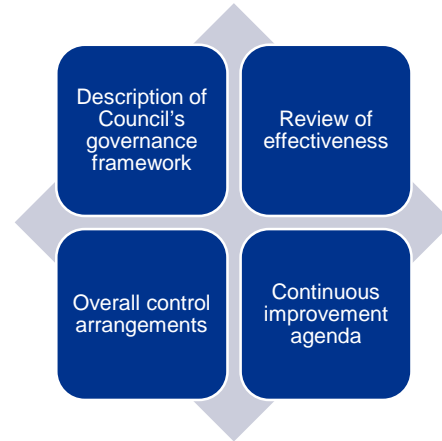 Description of
Council’s
governance
framework
Review of
effectiveness
Overall control
arrangements
Continuous
improvement
agenda